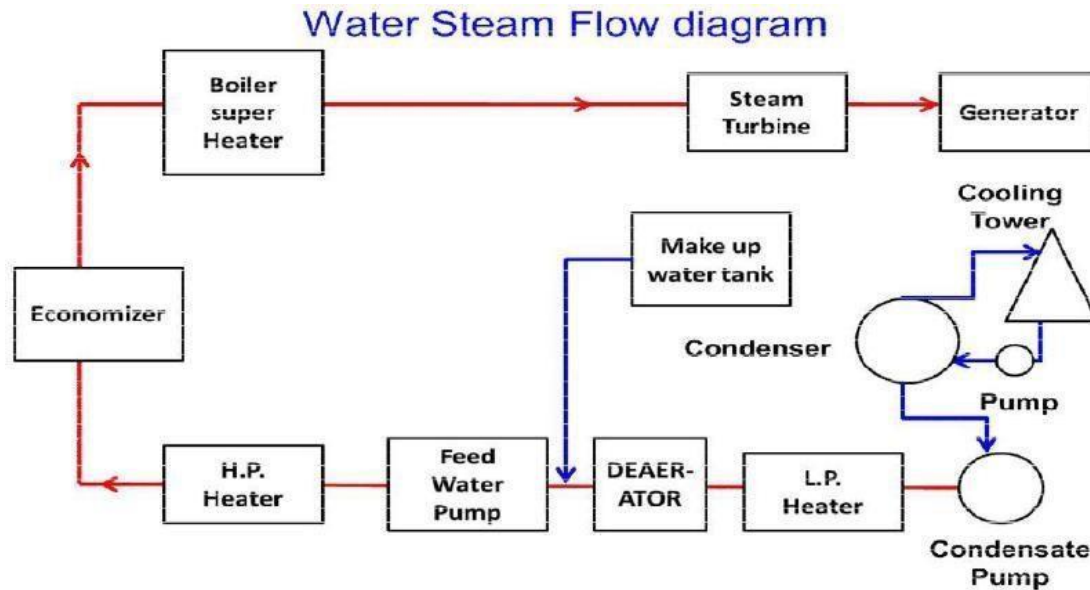 Water Steam Flow diagram
Boiler
super
Heater
Steam
Turbine
Generator
Cooling
Tower
Make up
water tank
Economizer
Condenser
Pump
H.P.
Heater
Feed
Water
Pump
DEAER-
ATOR
L.P.
Heater
Condensate
Pump